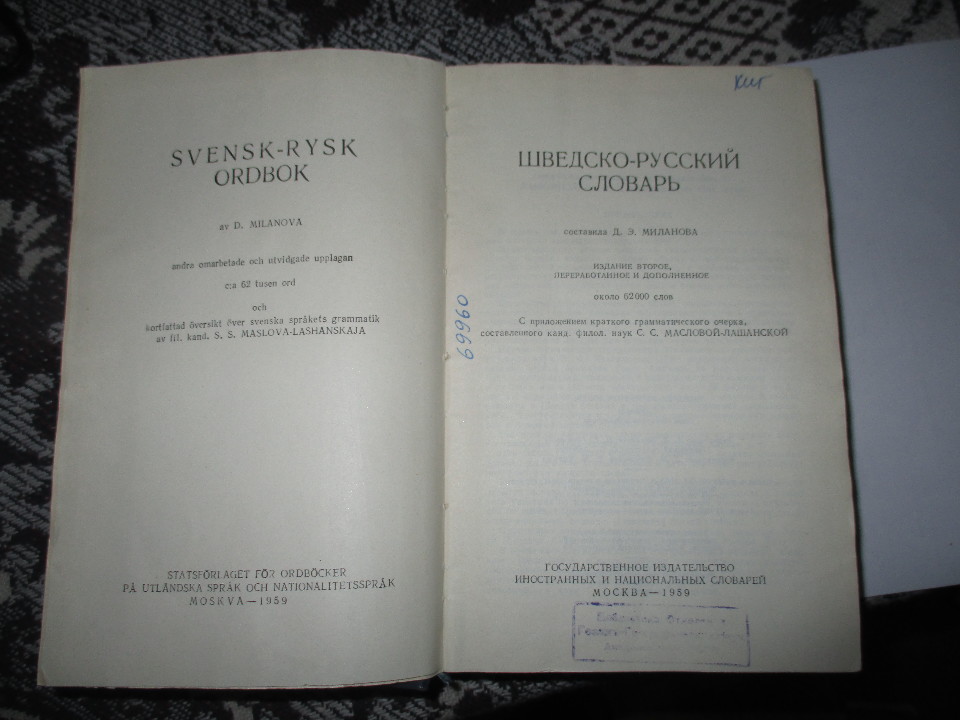 SVENSK-RYSK
ORDBOK
av D. MILANOVA
andra omarbetade och utvidgade upplagan
c:a 62 tusen ord
och
kortfattad översikt över svenska språkets grammatik
av fil. kand. S. S. MASLOVA-LASHANSKAJA
STATSFÖRLAGET FÖR ORDBÖCKER
PÅ UTLÄNDSKA SPRÅK OCH NATIONALITETSSPRÅK
MOSKVA—1959
ШВЕДСКО-РУССКИЙ
СЛОВАРЬ
составила Д. Э. МИЛАНОВА
ИЗДАНИЕ ВТОРОЕ,
ПЕРЕРАБОТАННОЕ И ДОПОЛНЕННОЕ
около 62000 слов
69960
С приложением краткого грамматического очерка,
составленного канд. филол. наук С. С. МАСЛОВОЙ-ЛАШАНСКОЙ
ГОСУДАРСТВЕННОЕ ИЗДАТЕЛЬСТВО
ИНОСТРАННЫХ И НАЦИОНАЛЬНЫХ СЛОВАРЕЙ
МОСКВА—1959